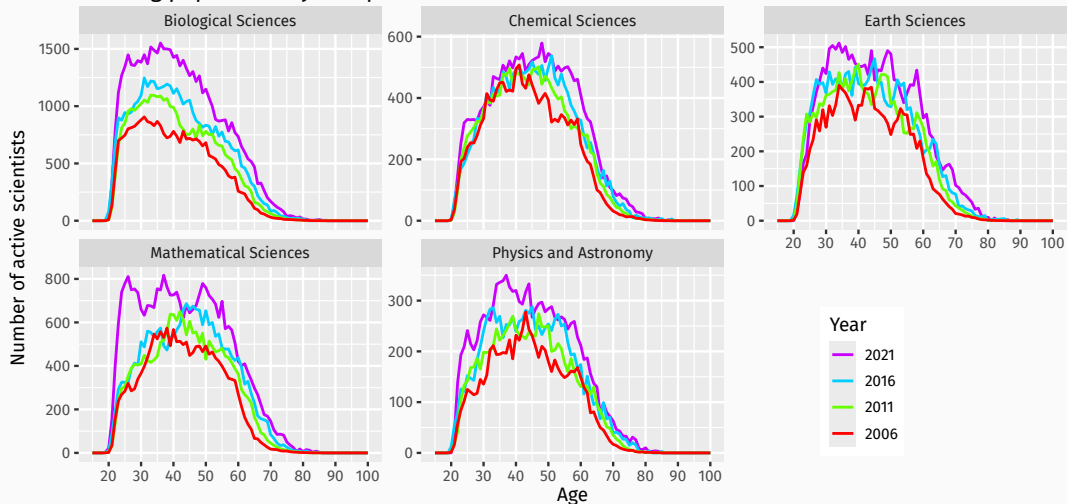 Biological Sciences
Chemical Sciences
Earth Sciences
1500
1000
500
0
600
400
200
0
500
400
300
200
100
0
20 30 40 50 60 70 80 90 100
Mathematical Sciences
Physics and Astronomy
800
600
400
200
0
300
200
100
0
20 30 40 50 60 70 80 90 100
20 30 40 50 60 70 80 90 100
Number of active scientists
Age
Year
2021
2016
2011
2006